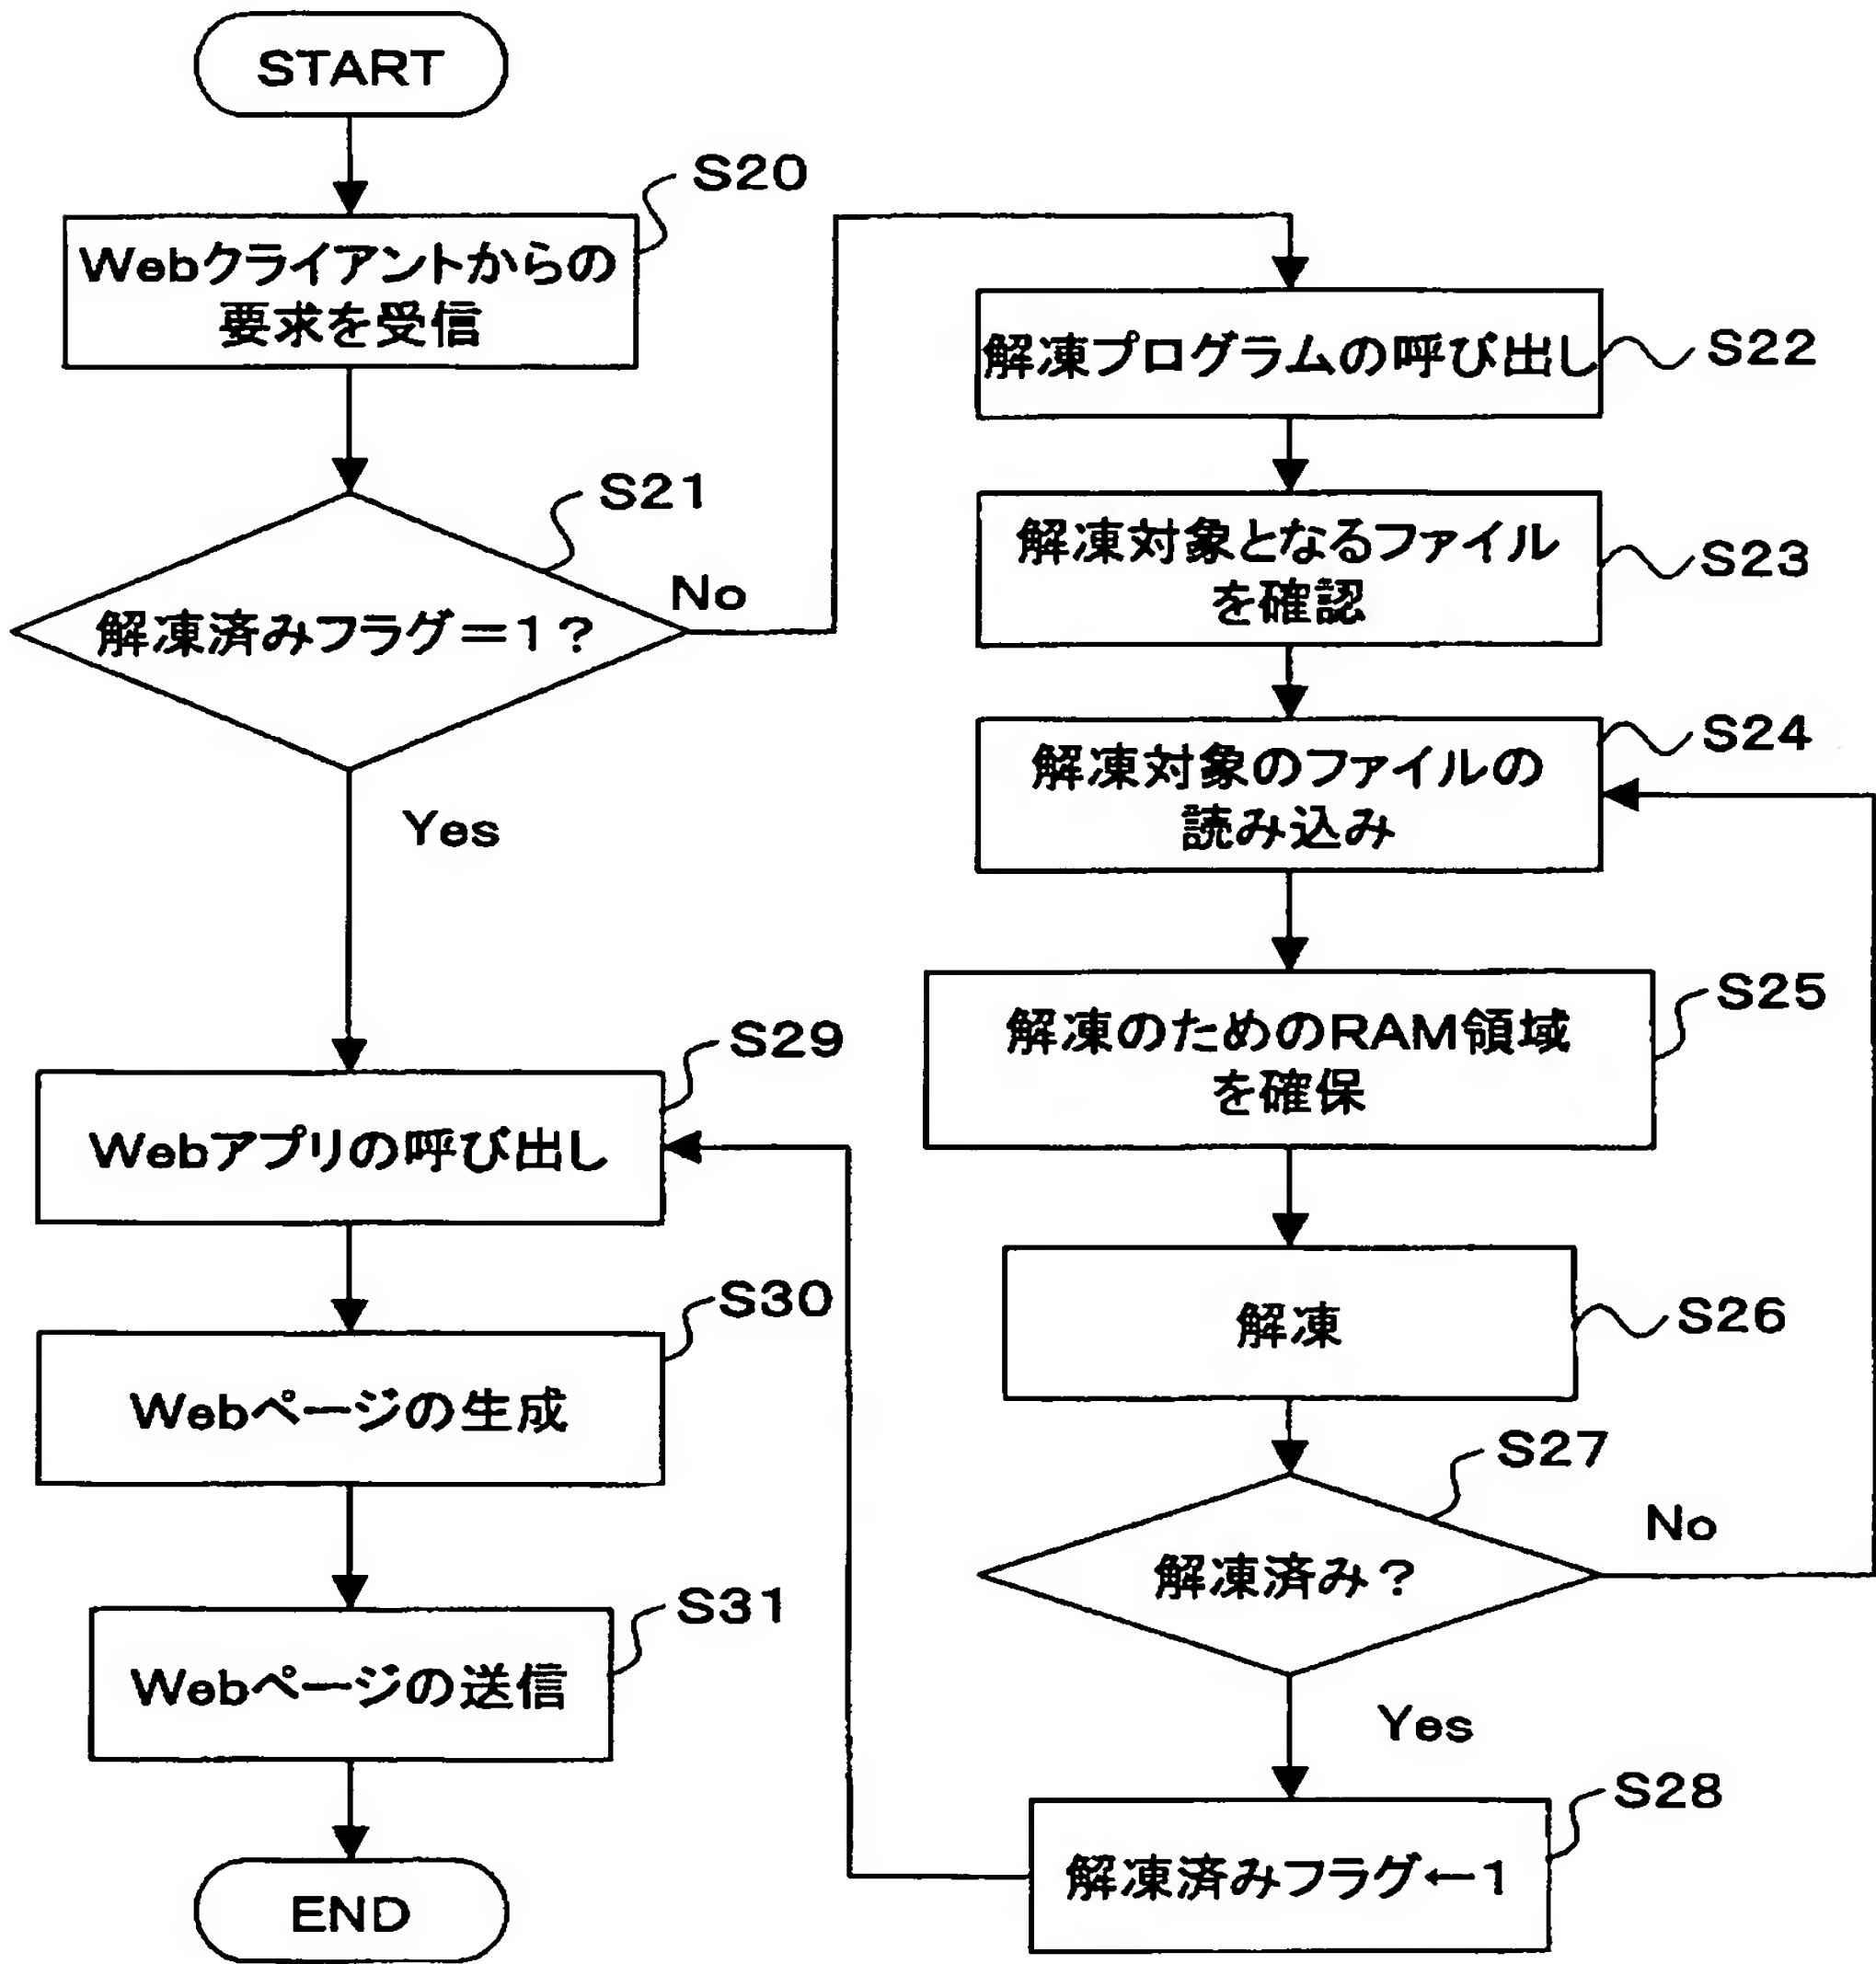 START
S20
Webクライアントからの
要求を受信
S21
解凍済みフラグ=1?
No
Yes
S22
解凍プログラムの呼び出し
S23
解凍対象となるファイル
を確認
S24
解凍対象のファイルの
読み込み
S25
解凍のためのRAM領域
を確保
S26
解凍
S27
解凍済み?
No
Yes
S28
解凍済みフラグ←1
S29
Webアプリの呼び出し
S30
Webページの生成
S31
Webページの送信
END